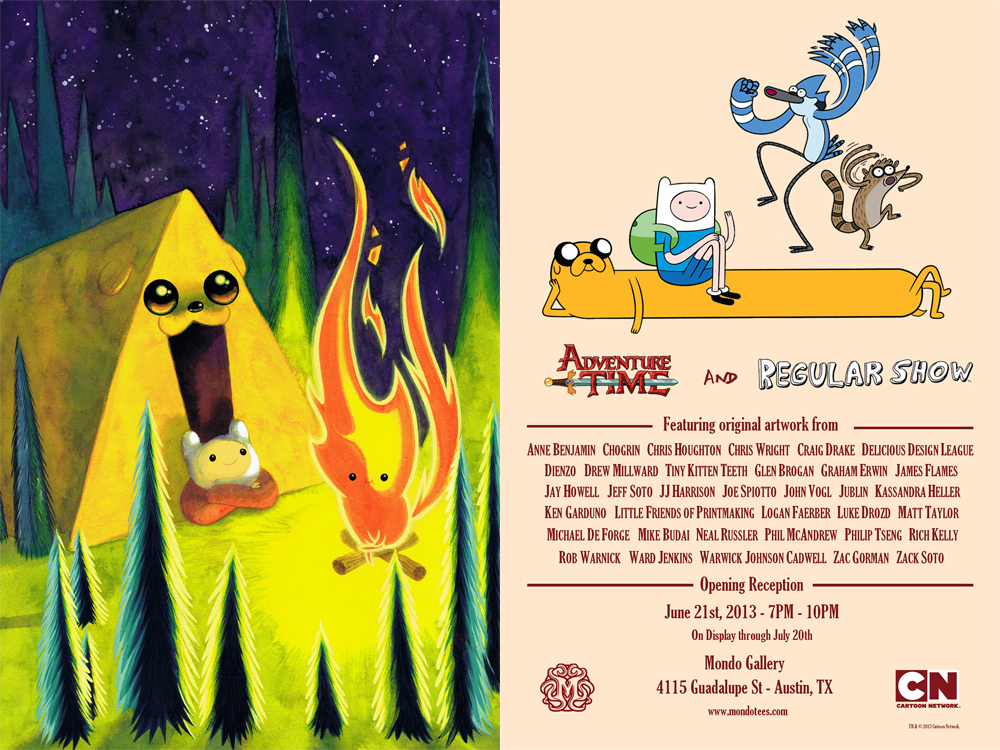 ADVENTURE TIME AND REGULAR SHOW
Featuring original artwork from
ANNE BENJAMIN CHOGRIN CHRIS HOUGHTON CHRIS WRIGHT CRAIG DRAKE DELICIOUS DESIGN LEAGUE
DIENZO DREW MILLWARD TINY KITTEN TEETH GLEN BROGAN GRAHAM ERWIN JAMES FLAMES
JAY HOWELL JEFF SOTO JJ HARRISON JOE SPIOTTO JOHN VOGL JUBLIN KASSANDRA HELLER
KEN GARDUNO LITTLE FRIENDS OF PRINTMAKING LOGAN FAERBER LUKE DROZD MATT TAYLOR
MICHAEL DE FORGE MIKE BUDAI NEAL RUSSLER PHIL MCANDREW PHILIP TSENG RICH KELLY
ROB WARNICK WARD JENKINS WARWICK JOHNSON CADWELL ZAC GORMAN ZACK SOTO
Opening Reception
June 21st, 2013 - 7PM - 10PM
On Display through July 20th
Mondo Gallery
4115 Guadalupe St - Austin, TX
www.mondotees.com
M
CN
CARTOON NETWORK.
TM & © 2013 Cartoon Network.